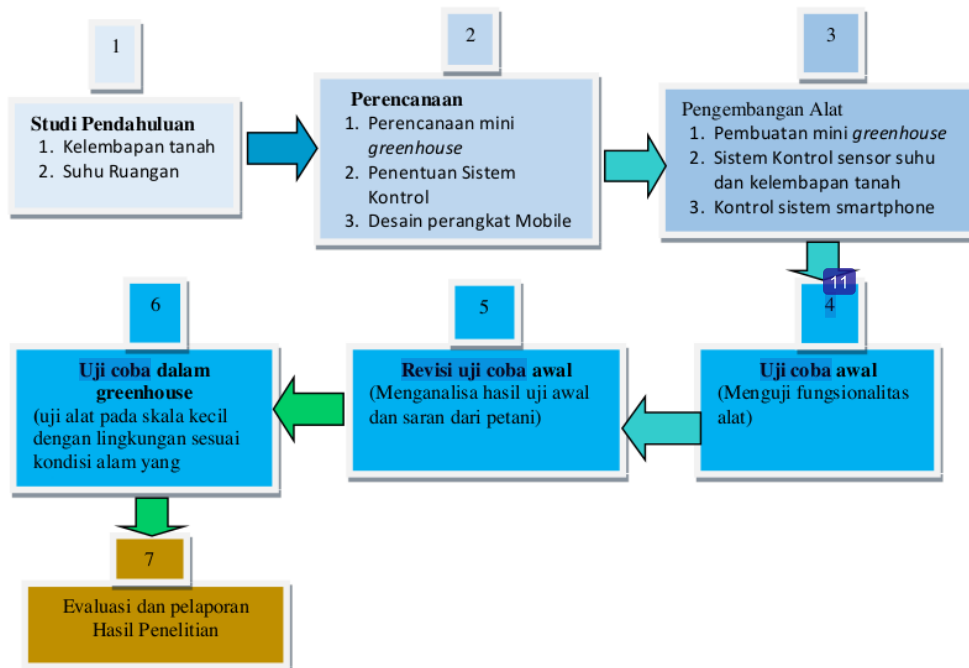 1
Studi Pendahuluan
1. Kelembapan tanah
2. Suhu Ruangan
2
Perencanaan
1. Perencanaan mini
greenhouse
2. Penentuan Sistem
Kontrol
3. Desain perangkat Mobile
3
Pengembangan Alat
1. Pembuatan mini greenhouse
2. Sistem Kontrol sensor suhu
dan kelembapan tanah
3. Kontrol sistem smartphone
11
4
Uji coba awal
(Menguji fungsionalitas
alat)
5
Revisi uji coba awal
(Menganalisa hasil uji awal
dan saran dari petani)
6
Uji coba dalam
greenhouse
(uji alat pada skala kecil
dengan lingkungan sesuai
kondisi alam yang
7
Evaluasi dan pelaporan
Hasil Penelitian